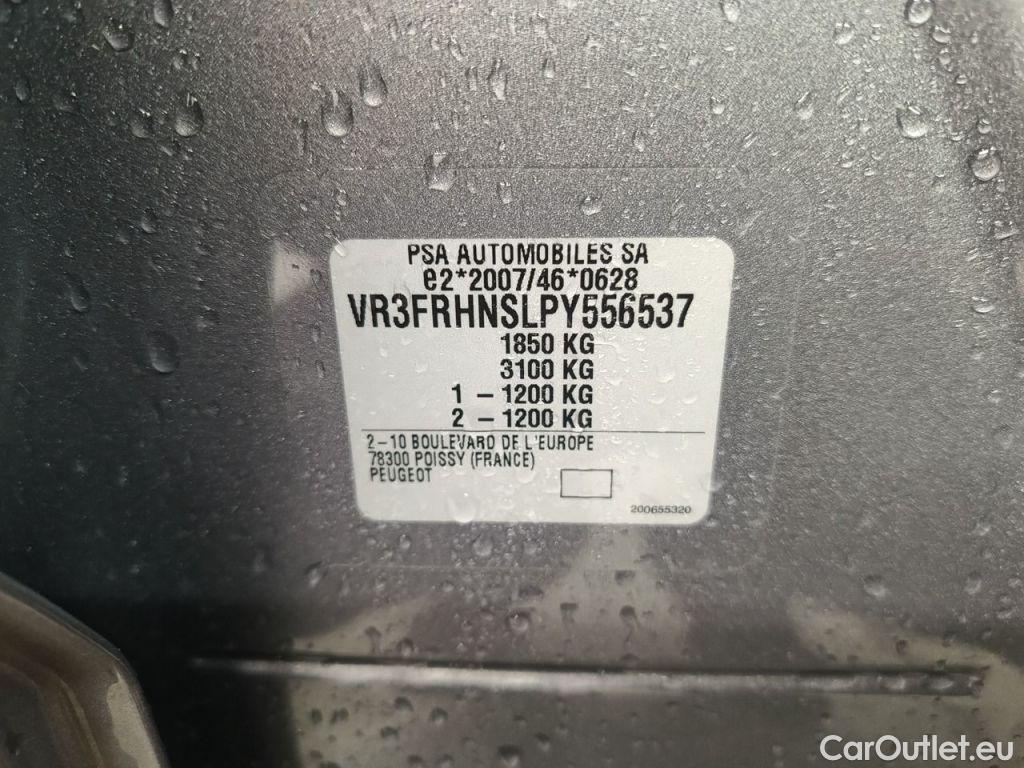 PSA AUTOMOBILES SA
e2*2007/46*0628
VR3FRHNSLPY556537
1850 KG
3100 KG
1 – 1200 KG
2 – 1200 KG
2-10 BOULEVARD DE L'EUROPE
78300 POISSY (FRANCE)
PEUGEOT
200655320
CarOutlet.eu